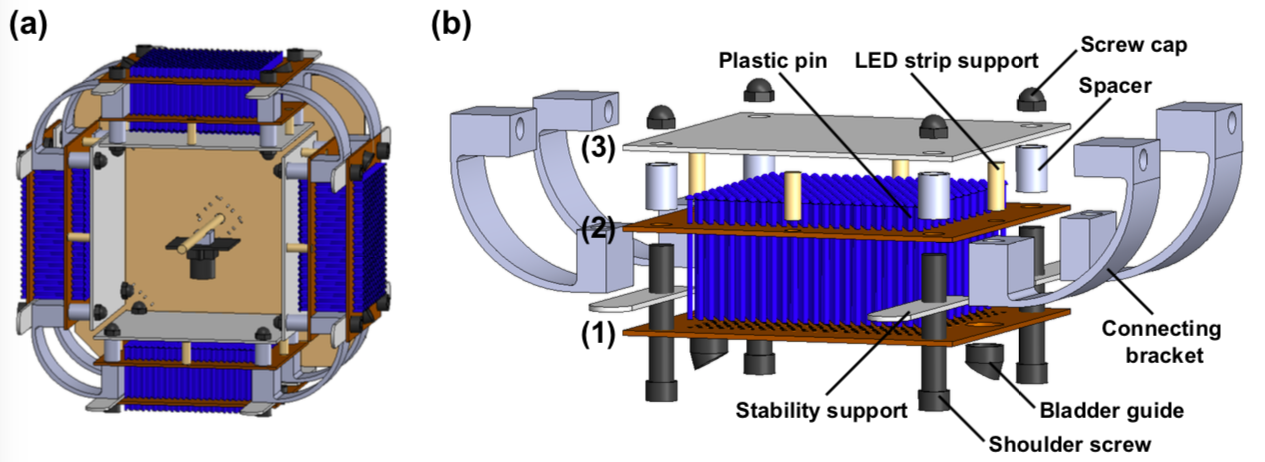 (a)
(b)
Plastic pin
LED strip support
Screw cap
Spacer
(3)
(2)
(1)
Connecting
bracket
Stability support
Bladder guide
Shoulder screw